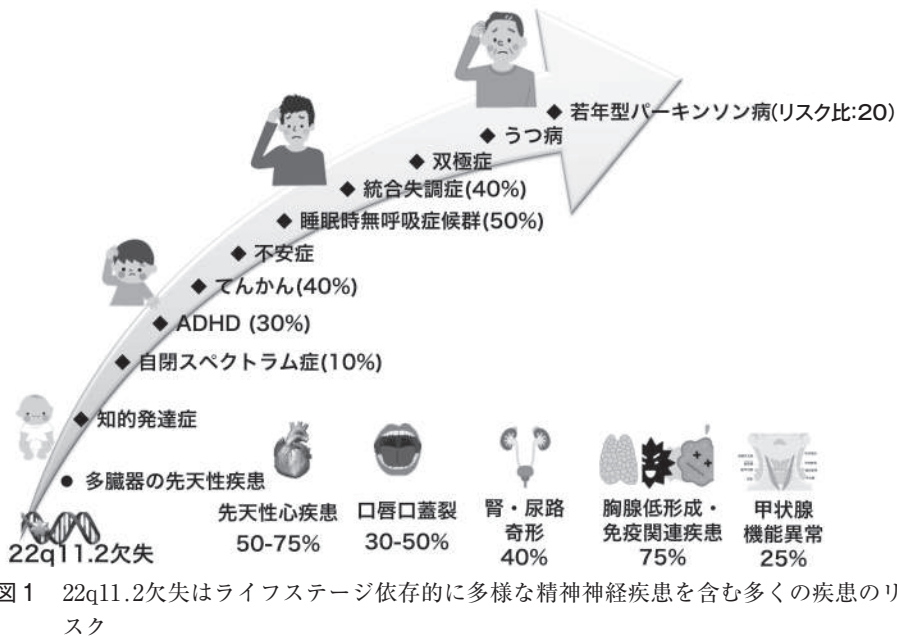 若年型パーキンソン病(リスク比:20)
うつ病
双極症
統合失調症(40%)
睡眠時無呼吸症候群(50%)
不安症
てんかん(40%)
ADHD (30%)
自閉スペクトラム症(10%)
知的発達症
多臓器の先天性疾患
22q11.2欠失
先天性心疾患
50-75%
口唇口蓋裂
30-50%
腎・尿路
奇形
40%
胸腺低形成・
免疫関連疾患
75%
甲状腺
機能異常
25%
図1 22q11.2欠失はライフステージ依存的に多様な精神神経疾患を含む多くの疾患のリ
スク